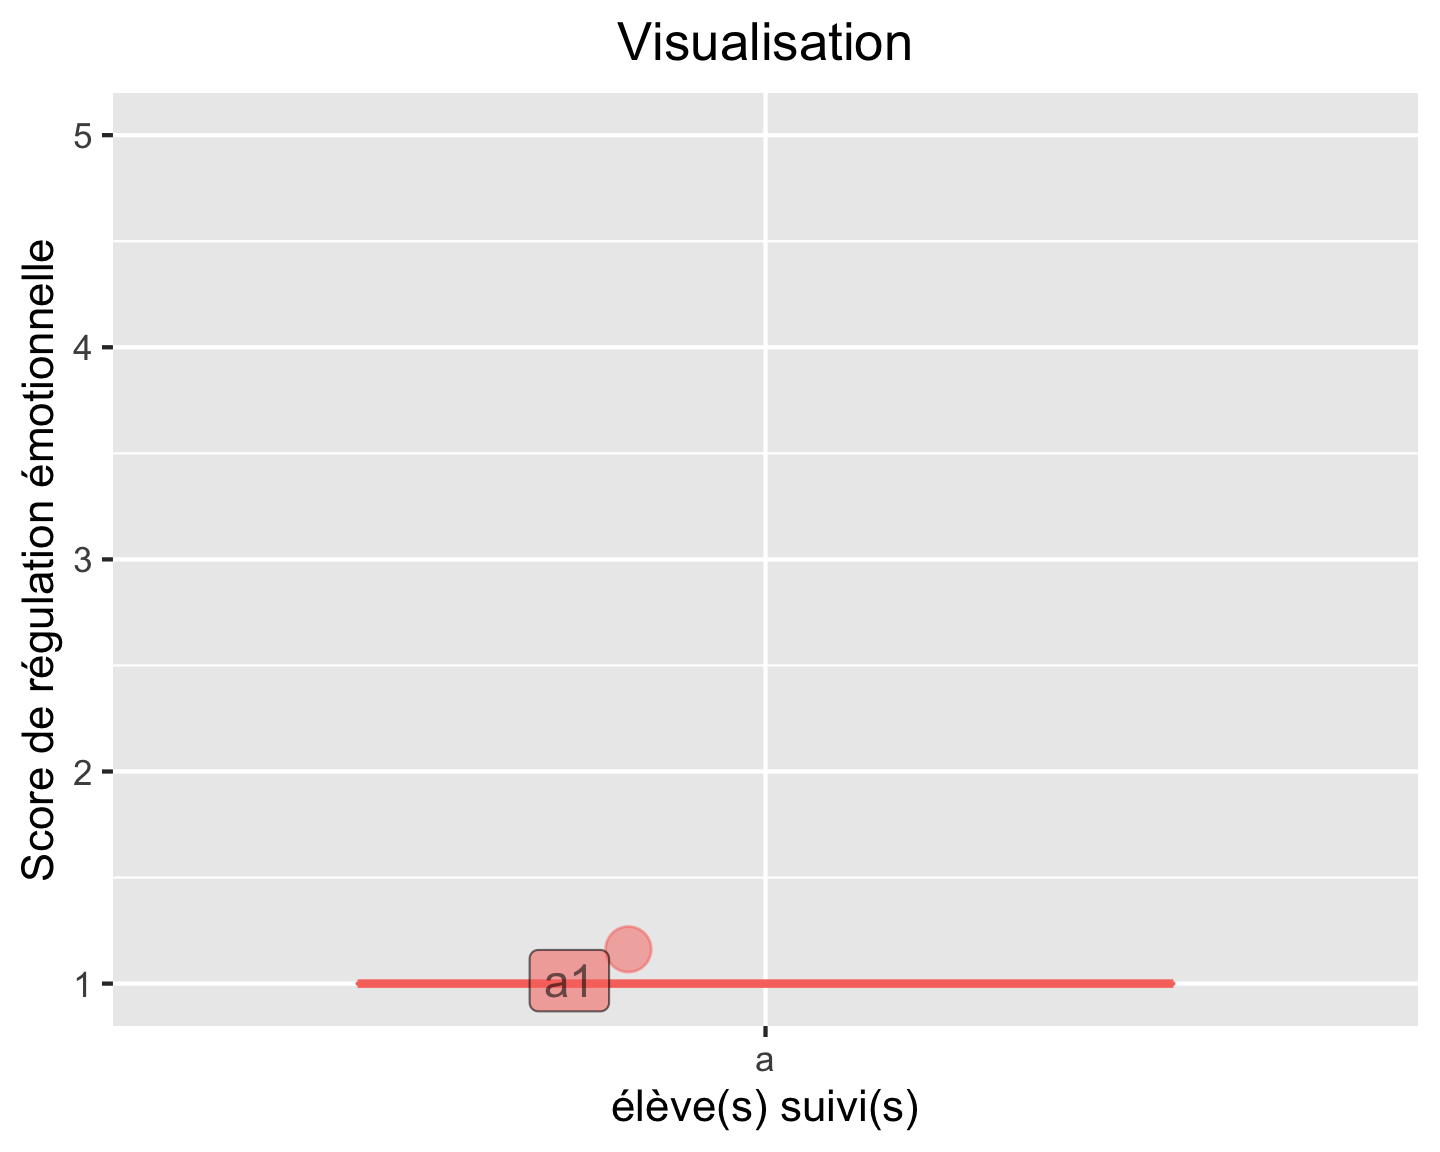 Visualisation
Score de régulation émotionnelle
5
4
3
2
1
a1
a
élève(s) suivi(s)